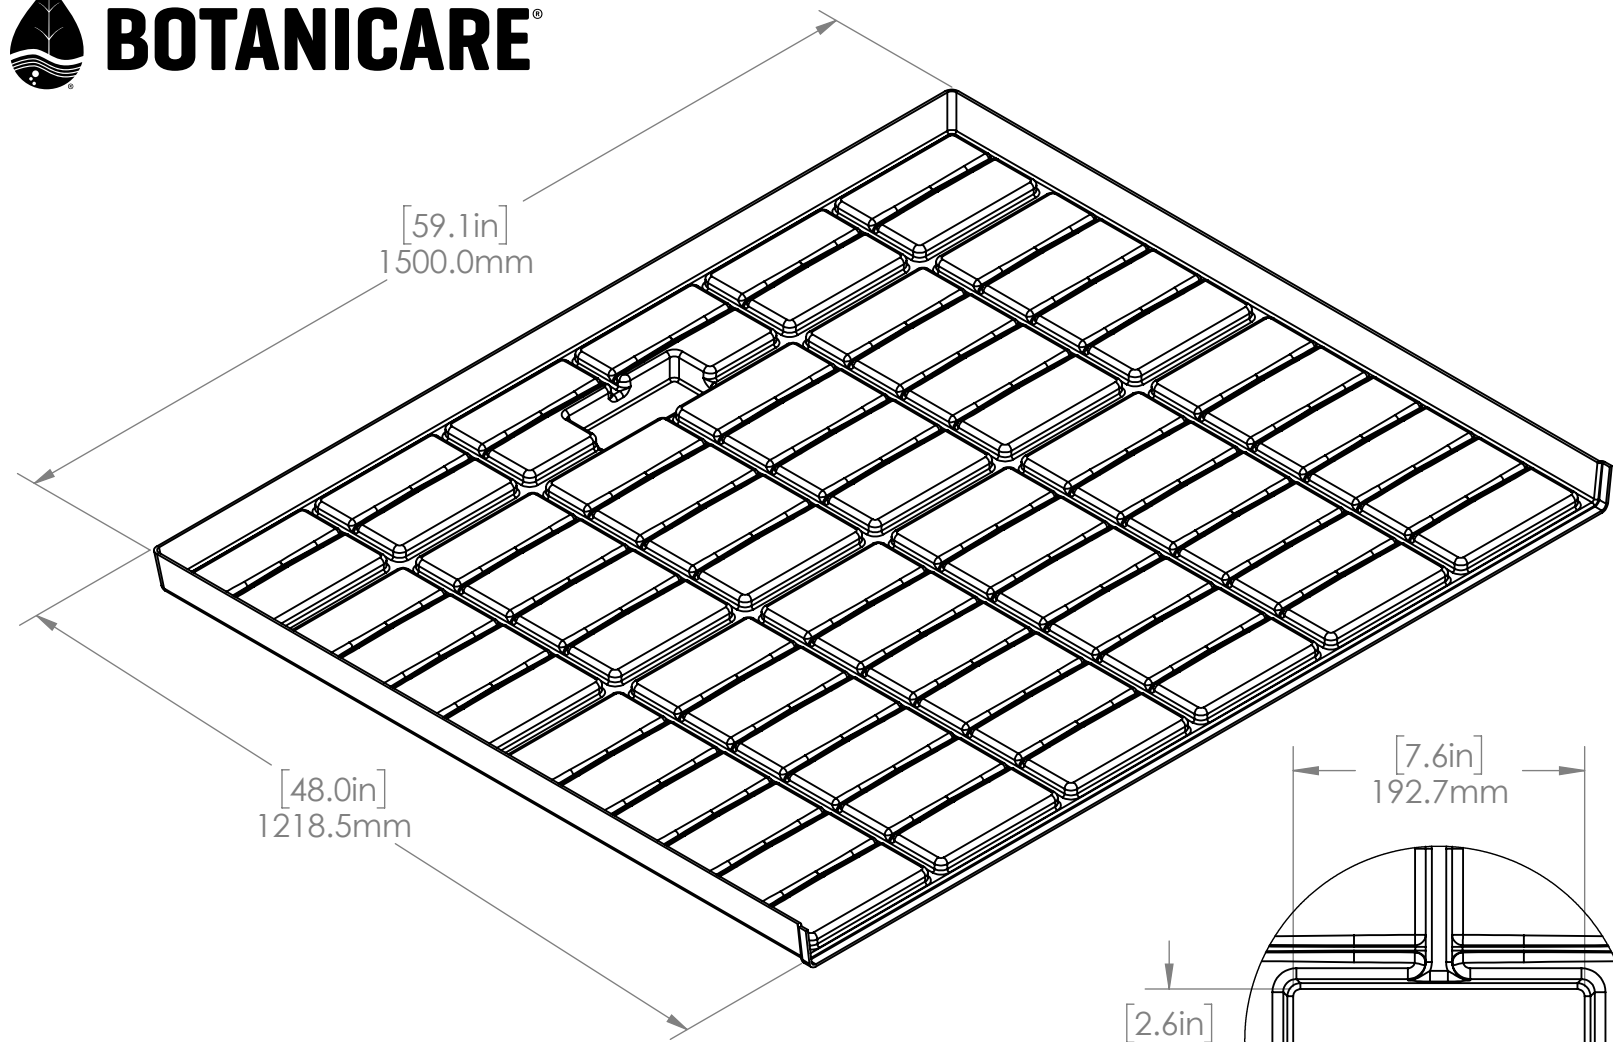 BOTANICARE®
[59.1in]
1500.0mm
[48.0in]
1218.5mm
[7.6in]
192.7mm
[2.6in]